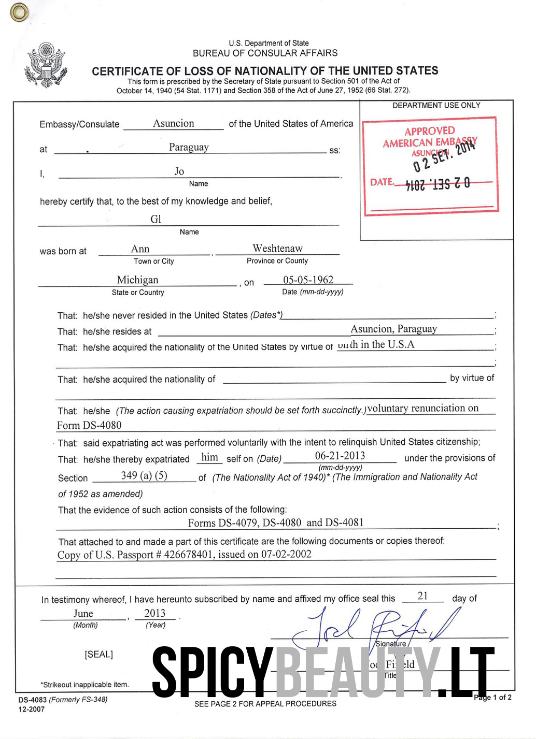 U.S. Department of State
BUREAU OF CONSULAR AFFAIRS
CERTIFICATE OF LOSS OF NATIONALITY OF THE UNITED STATES
This form is prescribed by the Secretary of State pursuant to Section 501 of the Act of
October 14, 1940 (54 Stat. 1171) and Section 358 of the Act of June 27, 1952 (66 Stat. 272).
DEPARTMENT USE ONLY
Embassy/Consulate Asuncion of the United States of America
APPROVED
AMERICAN EMBASSY
ASUNCION
02 SET. 2014
DATE 02 SET. 2014
at Paraguay ss:
I, Jo
Name
hereby certify that, to the best of my knowledge and belief,
Gl
Name
was born at Ann Weshtenaw
Town or City Province or County
Michigan , on 05-05-1962
State or Country Date (mm-dd-yyyy)
That: he/she never resided in the United States (Dates*) ;
That: he/she resides at Asuncion, Paraguay ;
That: he/she acquired the nationality of the United States by virtue of birth in the U.S.A
;
That: he/she acquired the nationality of by virtue of
That: he/she (The action causing expatriation should be set forth succinctly.) voluntary renunciation on
Form DS-4080
That: said expatriating act was performed voluntarily with the intent to relinquish United States citizenship;
That: he/she thereby expatriated him self on (Date) 06-21-2013 under the provisions of
(mm-dd-yyyy)
Section 349 (a) (5) of (The Nationality Act of 1940)* (The Immigration and Nationality Act
of 1952 as amended)
That the evidence of such action consists of the following:
Forms DS-4079, DS-4080 and DS-4081 ;
That attached to and made a part of this certificate are the following documents or copies thereof:
Copy of U.S. Passport # 426678401, issued on 07-02-2002
In testimony whereof, I have hereunto subscribed by name and affixed my office seal this 21 day of
June 2013
(Month) (Year)
Signature
[SEAL]
Fifield
Title
SPICYBEAUTY.LT
*Strikeout inapplicable item.
DS-4083 (Formerly FS-348)
12-2007
SEE PAGE 2 FOR APPEAL PROCEDURES
Page 1 of 2